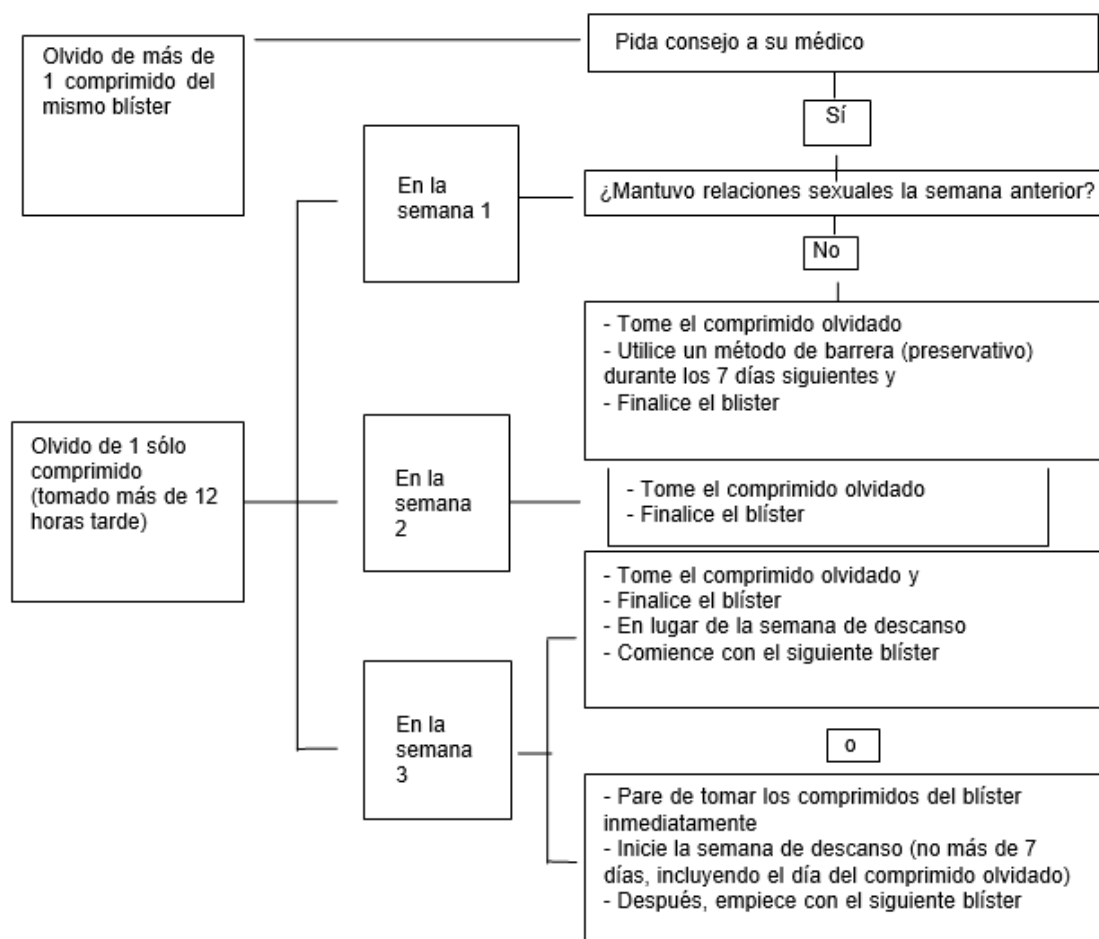 Olvido de más de
1 comprimido del
mismo blíster
Pida consejo a su médico
Sí
En la
semana 1
¿Mantuvo relaciones sexuales la semana anterior?
No
- Tome el comprimido olvidado
- Utilice un método de barrera (preservativo)
durante los 7 días siguientes y
- Finalice el blister
Olvido de 1 sólo
comprimido
(tomado más de 12
horas tarde)
En la
semana
2
- Tome el comprimido olvidado
- Finalice el blíster
- Tome el comprimido olvidado y
- Finalice el blíster
- En lugar de la semana de descanso
- Comience con el siguiente blíster
En la
semana
3
o
- Pare de tomar los comprimidos del blíster
inmediatamente
- Inicie la semana de descanso (no más de 7
días, incluyendo el día del comprimido olvidado)
- Después, empiece con el siguiente blíster